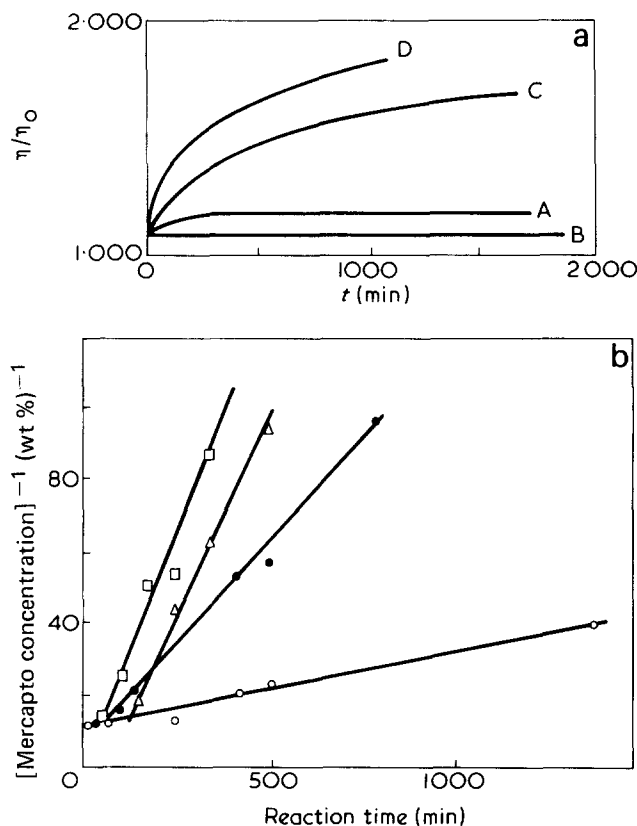 2.000
a
D
C
η/η₀
A
B
1.000
0
1000
2000
t (min)
b
[Mercapto concentration]⁻¹ (wt %)⁻¹
80
40
0
500
1000
Reaction time (min)